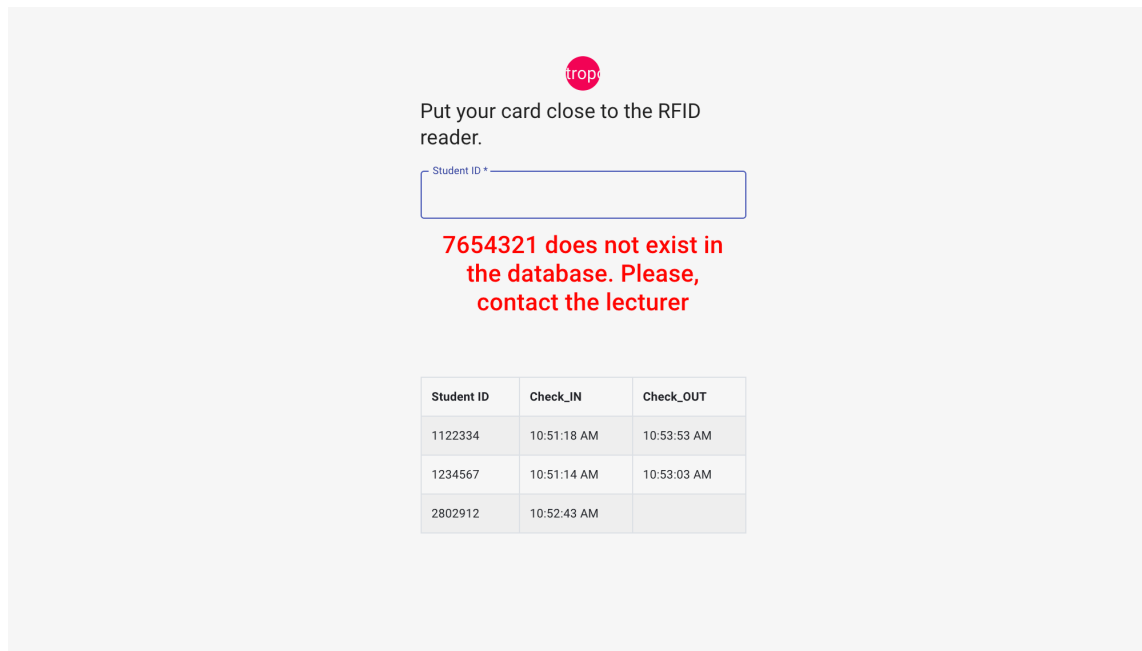 tropo
Put your card close to the RFID
reader.
Student ID *
7654321 does not exist in
the database. Please,
contact the lecturer
Student ID Check_IN Check_OUT
1122334 10:51:18 AM 10:53:53 AM
1234567 10:51:14 AM 10:53:03 AM
2802912 10:52:43 AM